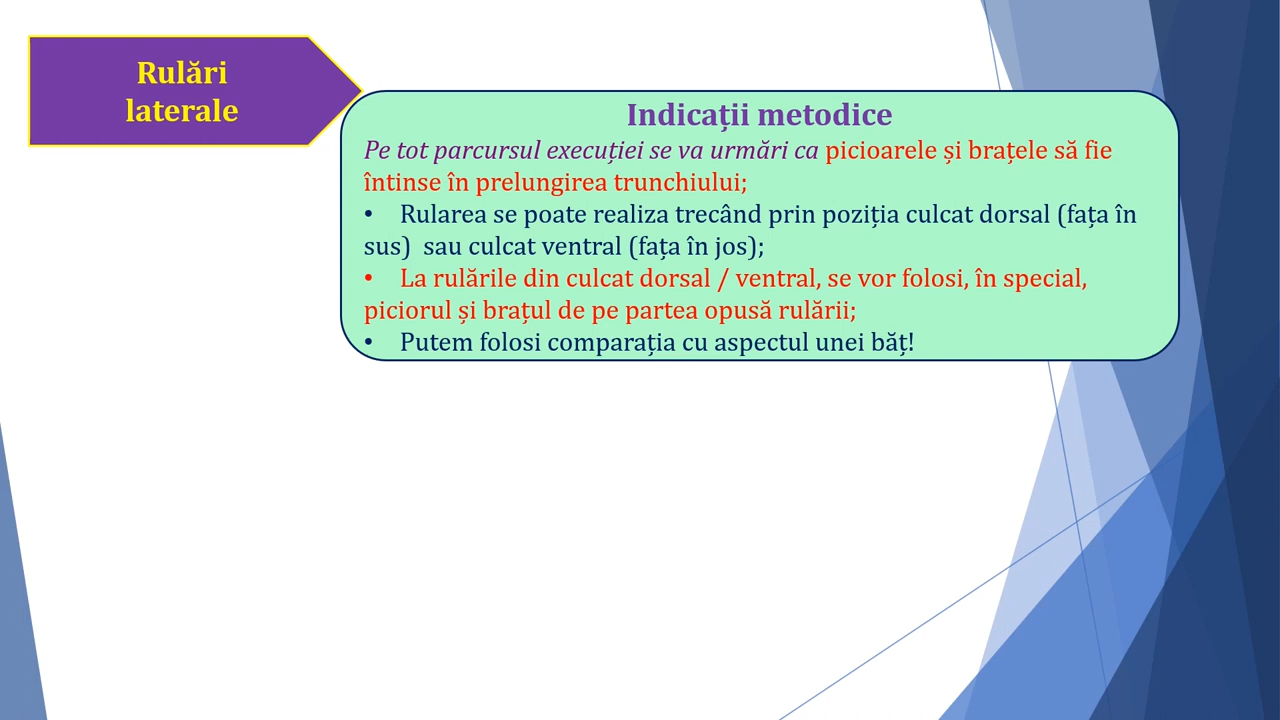 Rulări
laterale
Indicații metodice
Pe tot parcursul execuției se va urmări ca picioarele și brațele să fie
întinse în prelungirea trunchiului;
• Rularea se poate realiza trecând prin poziția culcat dorsal (fața în
sus)  sau culcat ventral (fața în jos);
• La rulările din culcat dorsal / ventral, se vor folosi, în special,
piciorul și brațul de pe partea opusă rulării;
• Putem folosi comparația cu aspectul unei băț!